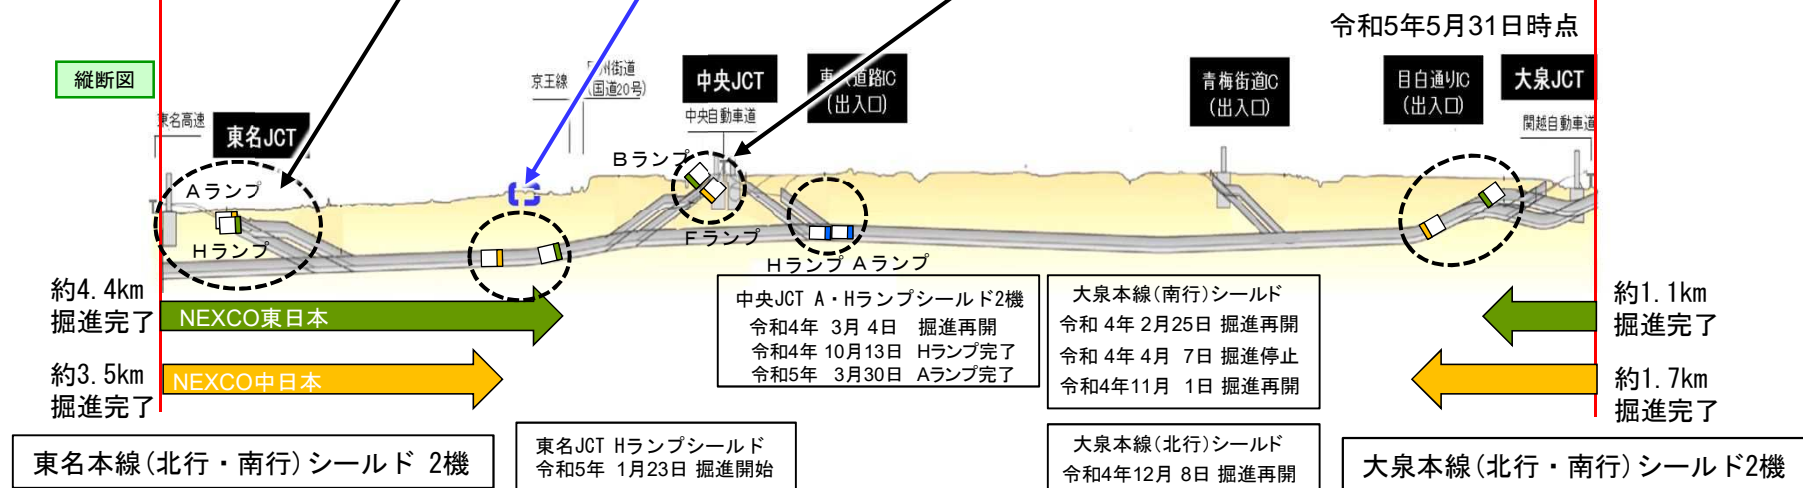 令和5年5月31日時点
縦断図
京王線
州街道
(国道20号)
中央JCT
中央自動車道
東 道路IC
(出入口)
青梅街道IC
(出入口)
目白通りIC
(出入口)
大泉JCT
関越自動車道
東名高速
東名JCT
Aランプ
Hランプ
Bランプ
Fランプ
Hランプ Aランプ
約4.4km
掘進完了
NEXCO東日本
約3.5km
掘進完了
NEXCO中日本
中央JCT A・Hランプシールド2機
令和4年 3月 4日 掘進再開
令和4年 10月13日 Hランプ完了
令和5年 3月30日 Aランプ完了
大泉本線(南行)シールド
令和 4年 2月25日 掘進再開
令和 4年 4月 7日 掘進停止
令和4年11月 1日 掘進再開
約1.1km
掘進完了
約1.7km
掘進完了
東名本線(北行・南行)シールド 2機
東名JCT Hランプシールド
令和5年 1月23日 掘進開始
大泉本線(北行)シールド
令和4年12月 8日 掘進再開
大泉本線(北行・南行)シールド2機